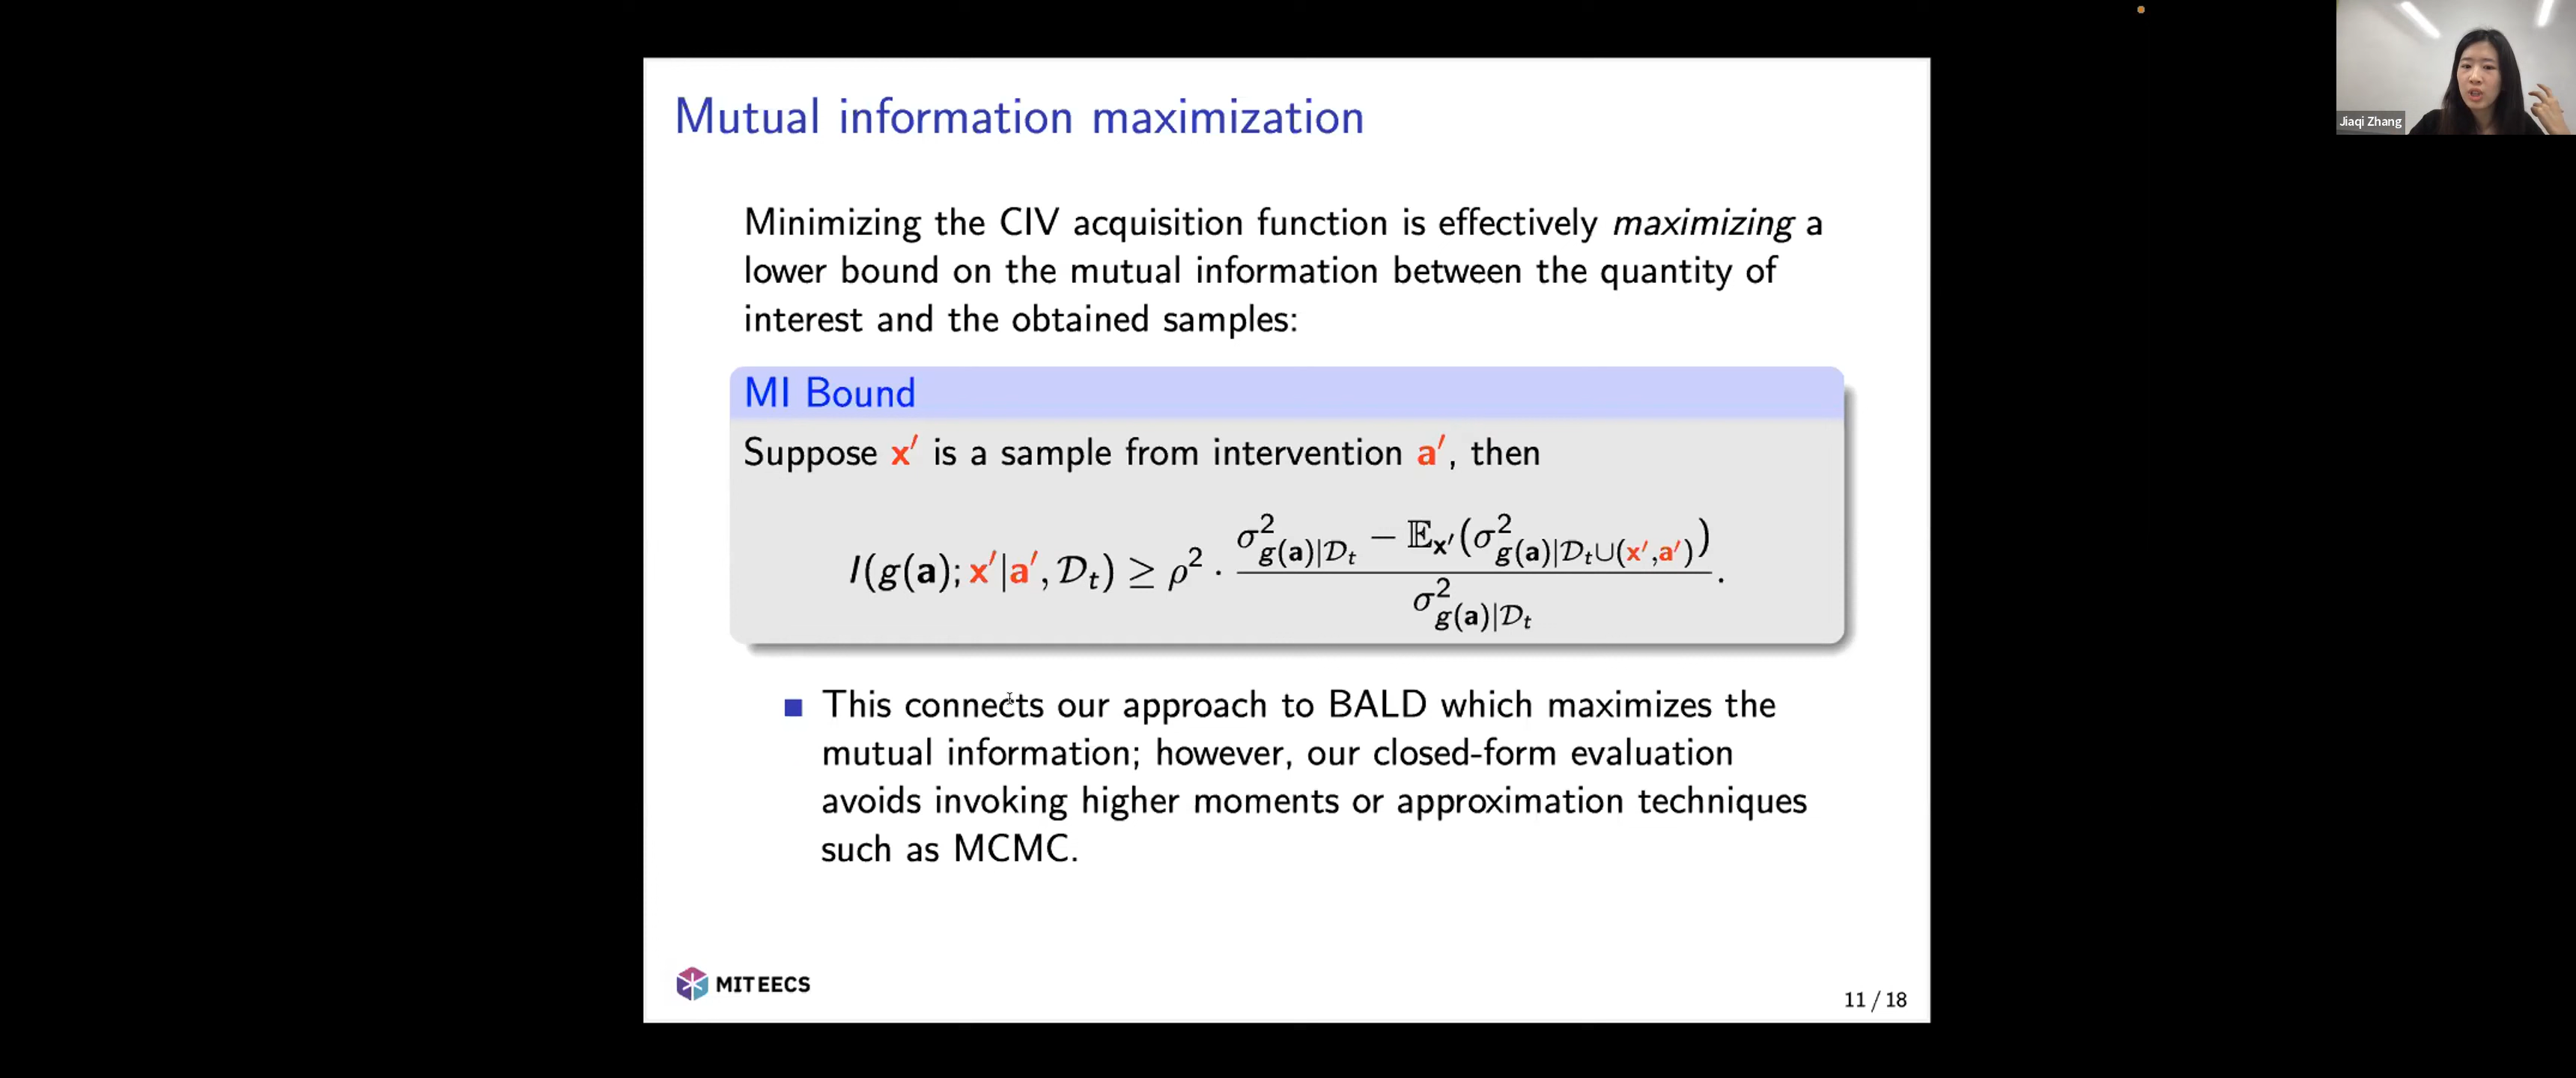 Jiaqi Zhang
Mutual information maximization
Minimizing the CIV acquisition function is effectively maximizing a
lower bound on the mutual information between the quantity of
interest and the obtained samples:
MI Bound
Suppose x′ is a sample from intervention a′, then
I(g(a); x′|a′, 𝒟_t) ≥ ρ² · (σ²_{g(a)|𝒟_t} − 𝔼_{x′}(σ²_{g(a)|𝒟_t∪(x′,a′)})) / σ²_{g(a)|𝒟_t}.
This connects our approach to BALD which maximizes the
mutual information; however, our closed-form evaluation
avoids invoking higher moments or approximation techniques
such as MCMC.
MIT EECS
11 / 18